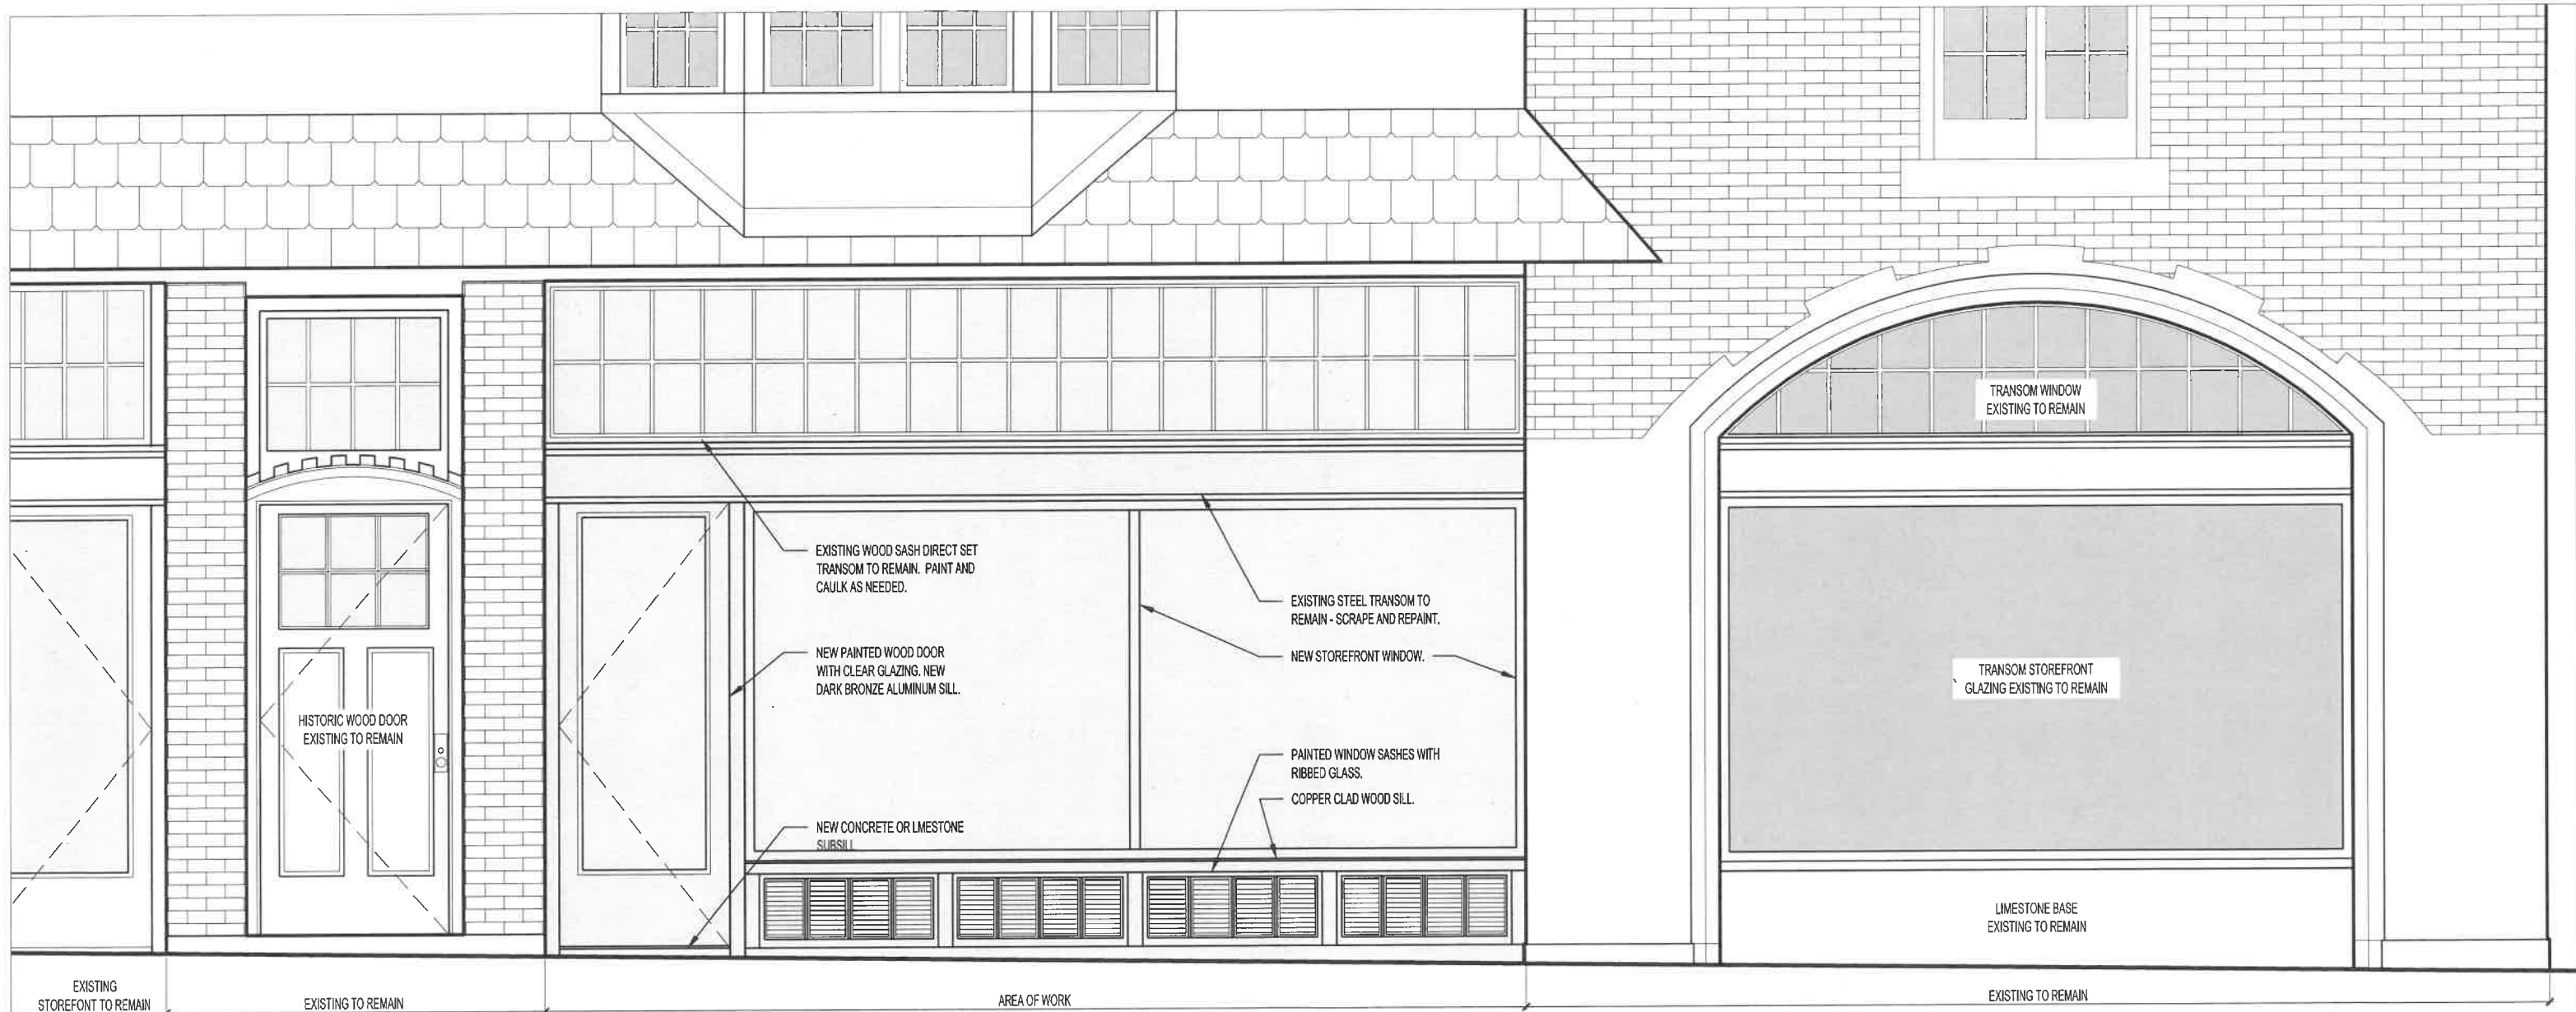 TRANSOM WINDOW
EXISTING TO REMAIN
EXISTING WOOD SASH DIRECT SET
TRANSOM TO REMAIN. PAINT AND
CAULK AS NEEDED.
EXISTING STEEL TRANSOM TO
REMAIN - SCRAPE AND REPAINT.
NEW PAINTED WOOD DOOR
WITH CLEAR GLAZING. NEW
DARK BRONZE ALUMINUM SILL.
NEW STOREFRONT WINDOW.
TRANSOM STOREFRONT
GLAZING EXISTING TO REMAIN
HISTORIC WOOD DOOR
EXISTING TO REMAIN
PAINTED WINDOW SASHES WITH
RIBBED GLASS.
COPPER CLAD WOOD SILL.
NEW CONCRETE OR LMESTONE
SUBSILL
LIMESTONE BASE
EXISTING TO REMAIN
EXISTING
STOREFONT TO REMAIN
EXISTING TO REMAIN
AREA OF WORK
EXISTING TO REMAIN